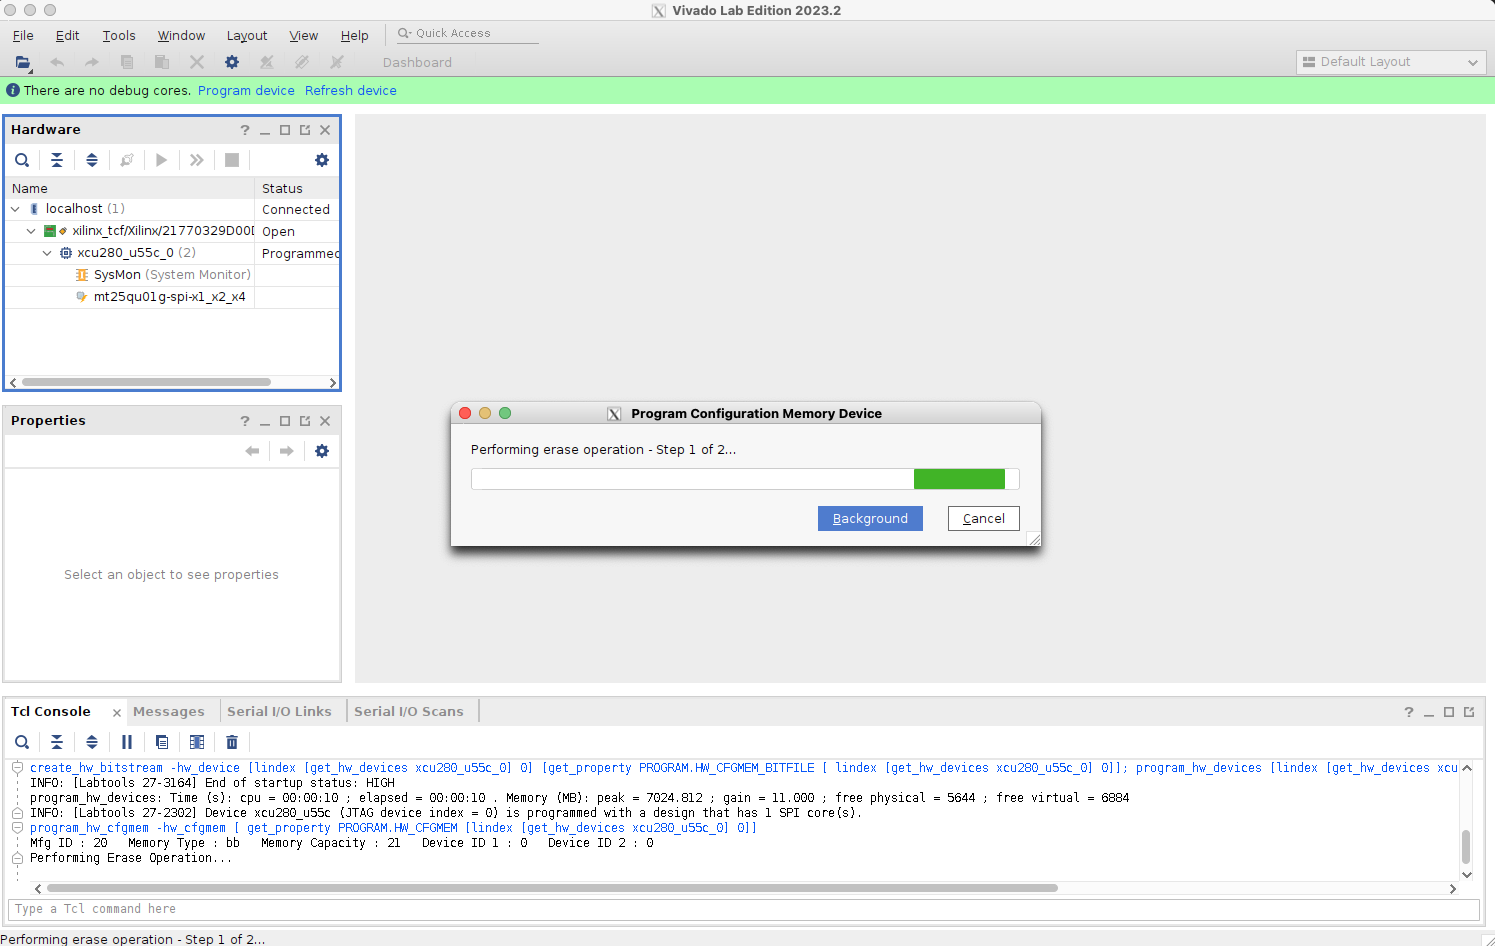 Vivado Lab Edition 2023.2
File Edit Tools Window Layout View Help Quick Access
Dashboard Default Layout
There are no debug cores. Program device Refresh device
Hardware
Name Status
localhost (1) Connected
xilinx_tcf/Xilinx/21770329D00 Open
xcu280_u55c_0 (2) Programmed
SysMon (System Monitor)
mt25qu01g-spi-x1_x2_x4
Properties
Select an object to see properties
Program Configuration Memory Device
Performing erase operation - Step 1 of 2...
Background Cancel
Tcl Console Messages Serial I/O Links Serial I/O Scans
create_hw_bitstream -hw_device [lindex [get_hw_devices xcu280_u55c_0] 0] [get_property PROGRAM.HW_CFGMEM_BITFILE [ lindex [get_hw_devices xcu280_u55c_0] 0]]; program_hw_devices [lindex [get_hw_devices xcu
INFO: [Labtools 27-3164] End of startup status: HIGH
program_hw_devices: Time (s): cpu = 00:00:10 ; elapsed = 00:00:10 . Memory (MB): peak = 7024.812 ; gain = 11.000 ; free physical = 5644 ; free virtual = 6884
INFO: [Labtools 27-2302] Device xcu280_u55c (JTAG device index = 0) is programmed with a design that has 1 SPI core(s).
program_hw_cfgmem -hw_cfgmem [ get_property PROGRAM.HW_CFGMEM [lindex [get_hw_devices xcu280_u55c_0] 0]]
Mfg ID : 20 Memory Type : bb Memory Capacity : 21 Device ID 1 : 0 Device ID 2 : 0
Performing Erase Operation...
Type a Tcl command here
Performing erase operation - Step 1 of 2...